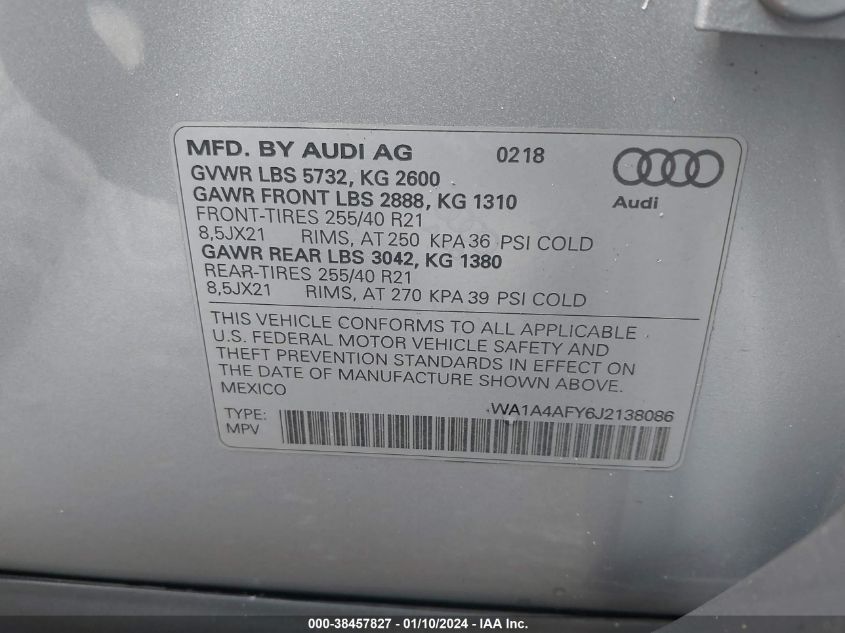 MFD. BY AUDI AG 0218
GVWR LBS 5732, KG 2600
GAWR FRONT LBS 2888, KG 1310
FRONT-TIRES 255/40 R21
8,5JX21 RIMS, AT 250 KPA 36 PSI COLD
GAWR REAR LBS 3042, KG 1380
REAR-TIRES 255/40 R21
8,5JX21 RIMS, AT 270 KPA 39 PSI COLD
Audi
THIS VEHICLE CONFORMS TO ALL APPLICABLE
U.S. FEDERAL MOTOR VEHICLE SAFETY AND
THEFT PREVENTION STANDARDS IN EFFECT ON
THE DATE OF MANUFACTURE SHOWN ABOVE.
MEXICO
WA1A4AFY6J2138086
TYPE:
MPV
000-38457827 - 01/10/2024 - IAA Inc.